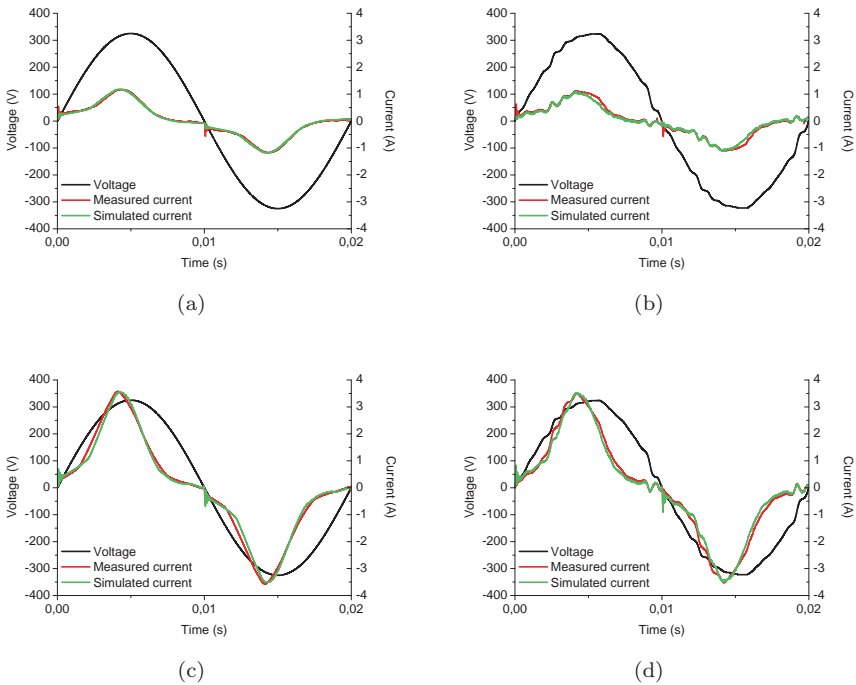 400
300
200
100
0
-100
-200
-300
-400
Voltage (V)
4
3
2
1
0
-1
-2
-3
-4
Current (A)
Voltage
Measured current
Simulated current
0,00 0,01 0,02
Time (s)
(a)
400
300
200
100
0
-100
-200
-300
-400
Voltage (V)
4
3
2
1
0
-1
-2
-3
-4
Current (A)
Voltage
Measured current
Simulated current
0,00 0,01 0,02
Time (s)
(b)
400
300
200
100
0
-100
-200
-300
-400
Voltage (V)
4
3
2
1
0
-1
-2
-3
-4
Current (A)
Voltage
Measured current
Simulated current
0,00 0,01 0,02
Time (s)
(c)
400
300
200
100
0
-100
-200
-300
-400
Voltage (V)
4
3
2
1
0
-1
-2
-3
-4
Current (A)
Voltage
Measured current
Simulated current
0,00 0,01 0,02
Time (s)
(d)